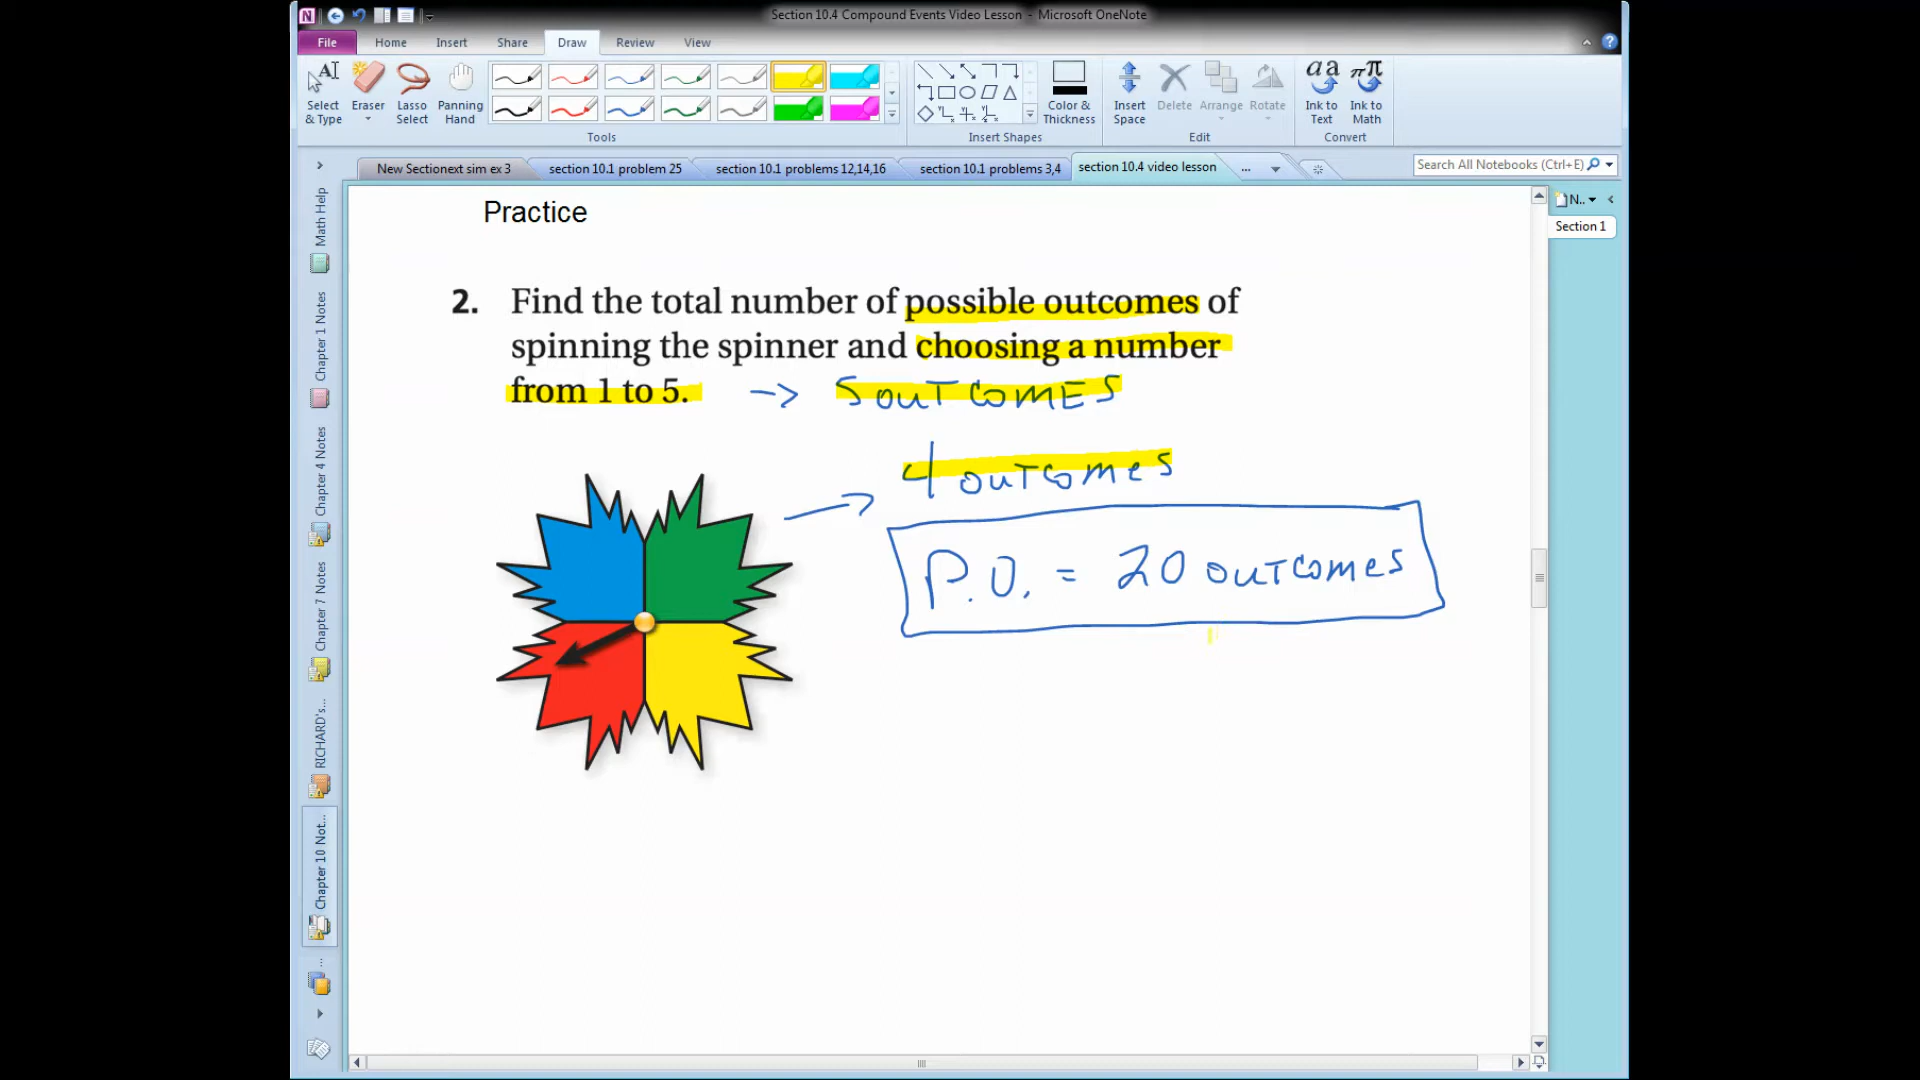 Section 10.4 Compound Events Video Lesson - Microsoft OneNote
File Home Insert Share Draw Review View
Select & Type
Eraser
Lasso Select
Panning Hand
Tools
Insert Shapes
Color & Thickness
Insert Space
Delete
Arrange
Rotate
Edit
Ink to Text
Ink to Math
Convert
New Sectionext sim ex 3
section 10.1 problem 25
section 10.1 problems 12,14,16
section 10.1 problems 3,4
section 10.4 video lesson
...
Search All Notebooks (Ctrl+E)
N..
Section 1
Math Help
Chapter 1 Notes
Chapter 4 Notes
Chapter 7 Notes
RICHARD's...
Chapter 10 Not...
Practice
2. Find the total number of possible outcomes of
spinning the spinner and choosing a number
from 1 to 5. -> 5 OUTCOMES
4 OUTCOMES
P.O. = 20 OUTCOMES